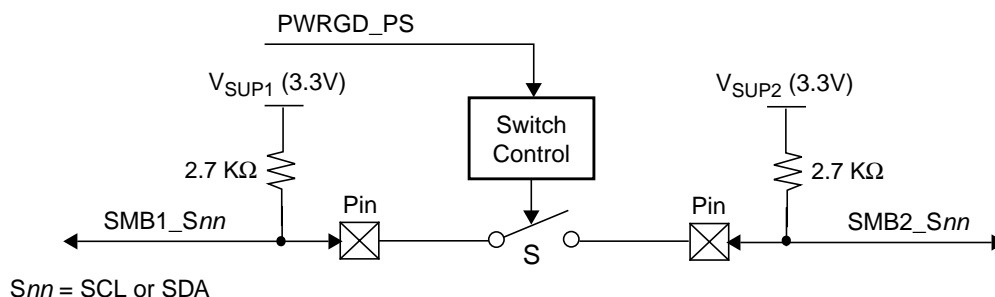 PWRGD_PS
VSUP1 (3.3V)
VSUP2 (3.3V)
Switch
Control
2.7 KΩ
2.7 KΩ
SMB1_Snn
Pin
S
Pin
SMB2_Snn
Snn = SCL or SDA